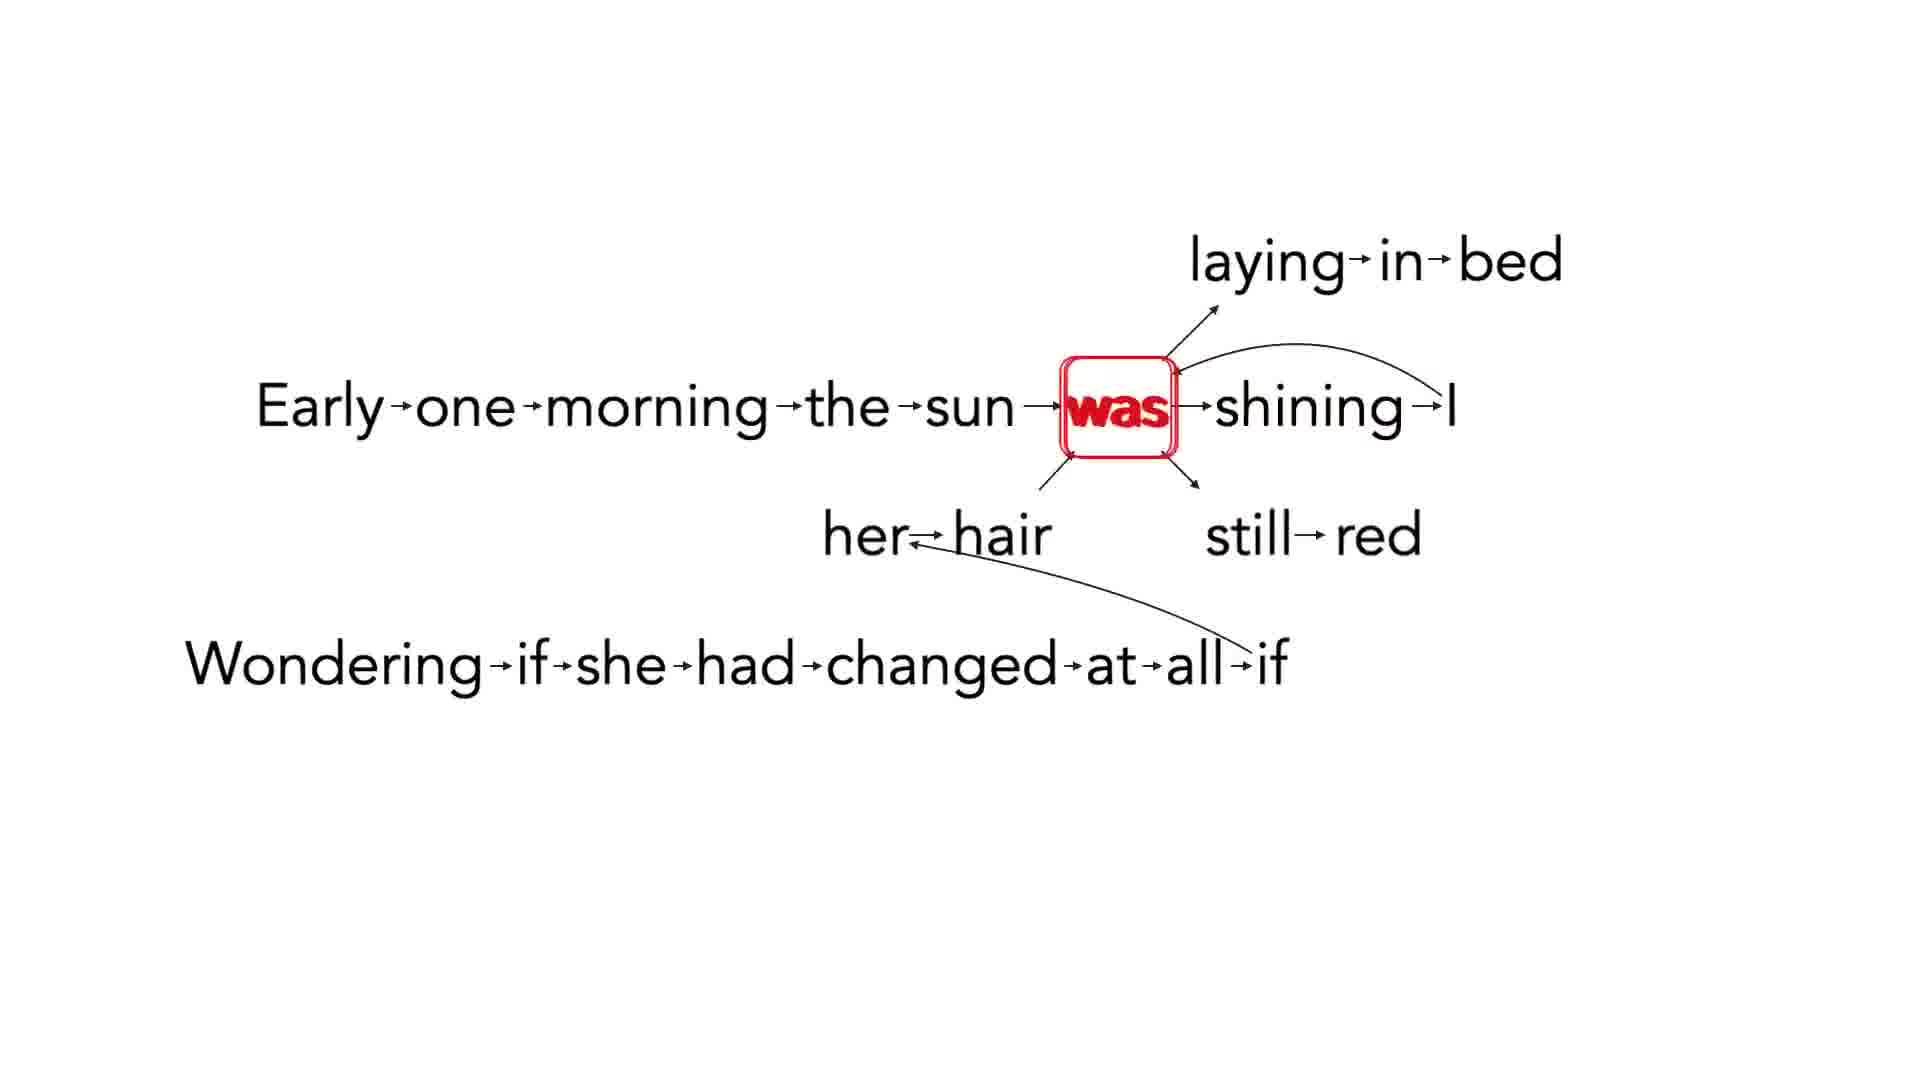 laying in bed
Early one morning the sun was shining I
her hair still red
Wondering if she had changed at all if